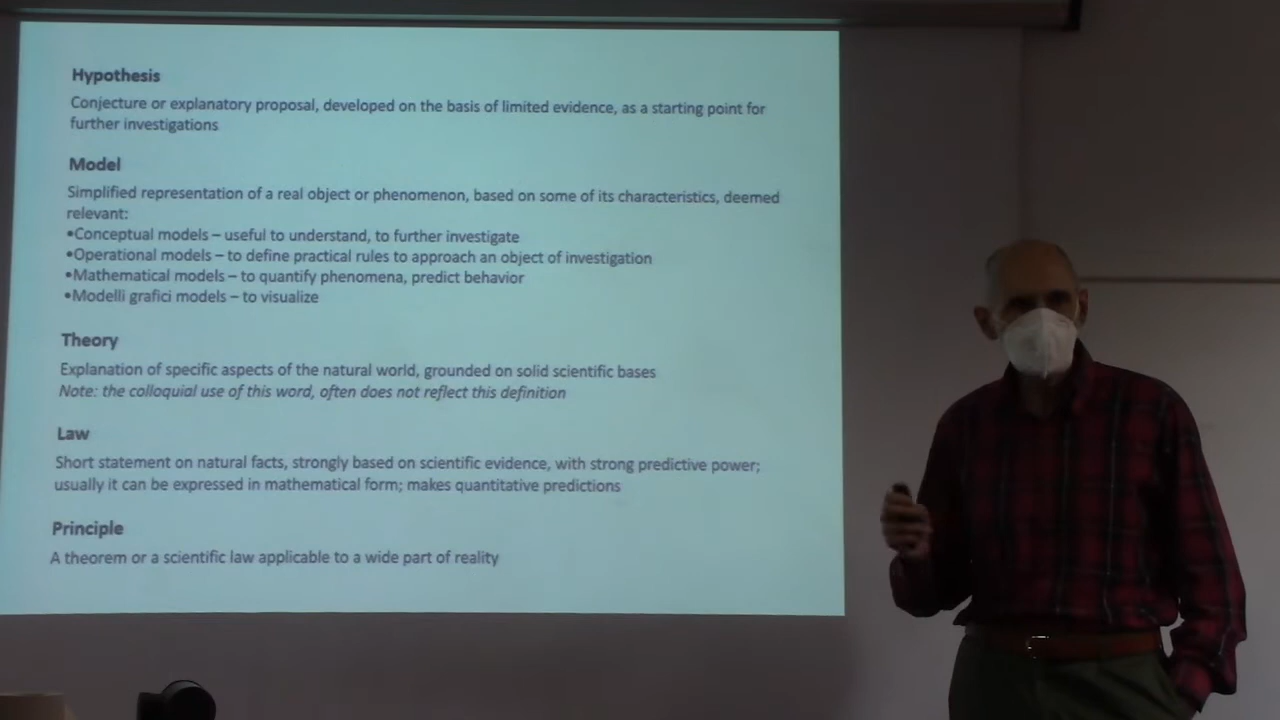 Hypothesis
Conjecture or explanatory proposal, developed on the basis of limited evidence, as a starting point for
further investigations
Model
Simplified representation of a real object or phenomenon, based on some of its characteristics, deemed
relevant:
•Conceptual models – useful to understand, to further investigate
•Operational models – to define practical rules to approach an object of investigation
•Mathematical models – to quantify phenomena, predict behavior
•Modelli grafici models – to visualize
Theory
Explanation of specific aspects of the natural world, grounded on solid scientific bases
Note: the colloquial use of this word, often does not reflect this definition
Law
Short statement on natural facts, strongly based on scientific evidence, with strong predictive power;
usually it can be expressed in mathematical form; makes quantitative predictions
Principle
A theorem or a scientific law applicable to a wide part of reality